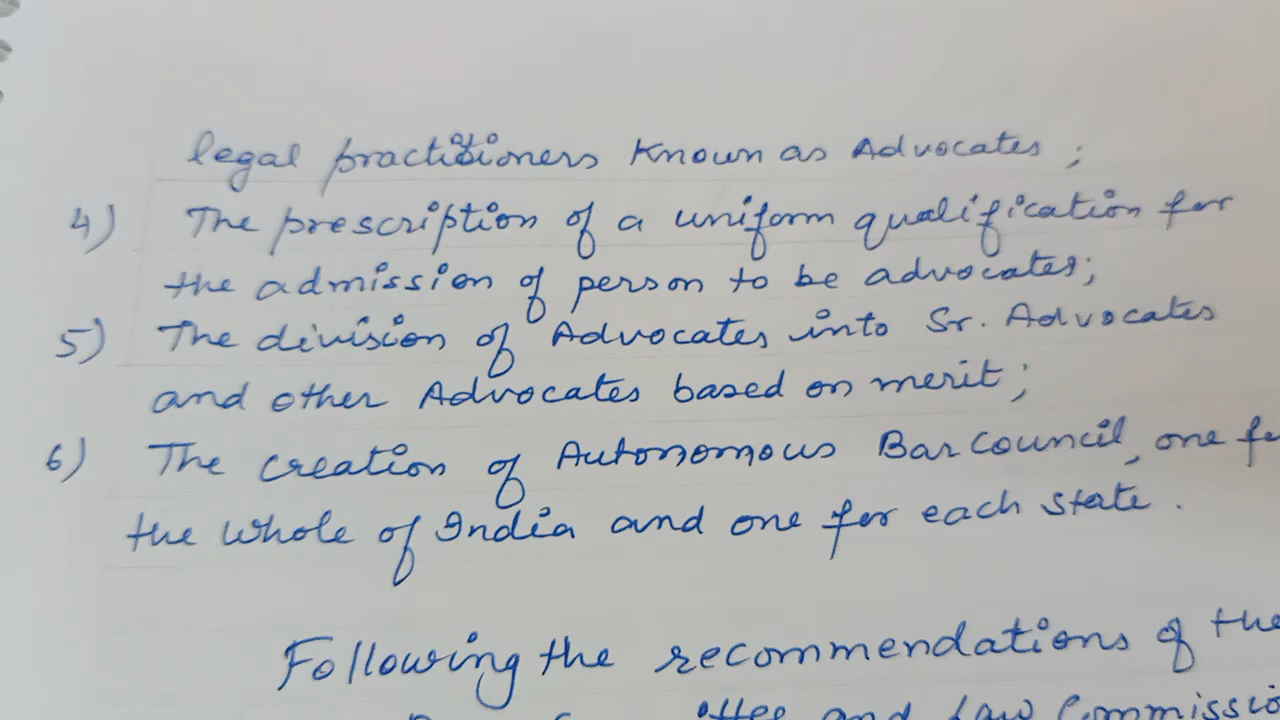 legal practitioners Known as Advocates ;
4) The prescription of a uniform qualification for
the admission of person to be advocates;
5) The division of Advocates into Sr. Advocates
and other Advocates based on merit;
6) The creation of Autonomous Bar Council, one
the whole of India and one for each state.
Following the recommendations of the
and Law